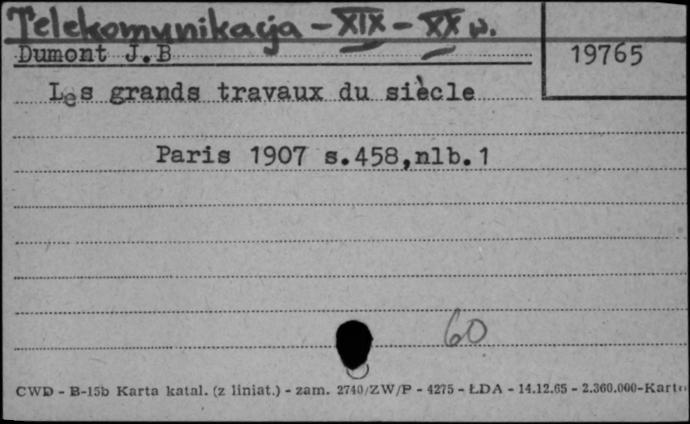 Telekomunikacja - XIX - XX w.
Dumont J.B
19765
Les grands travaux du siècle
Paris 1907 s.458,nlb.1
60
CWD - B-15b Karta katal. (z liniat.) - zam. 2740/ZW/P - 4275 - ŁDA - 14.12.65 - 2.360.000-Karto